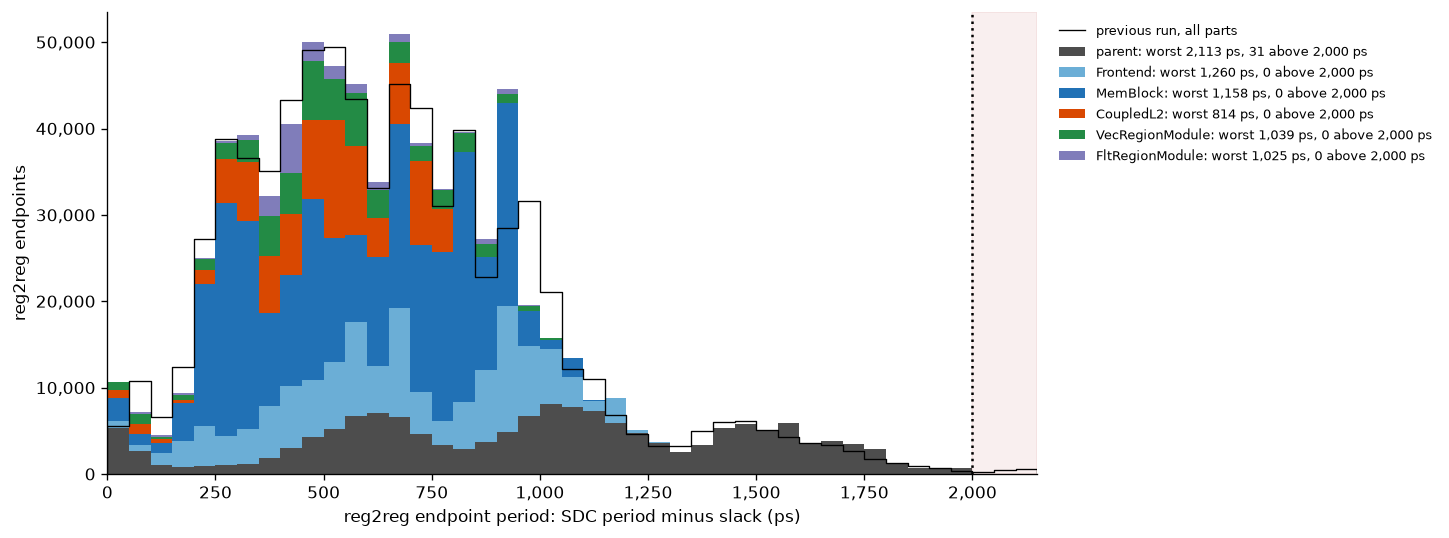 50,000
40,000
30,000
20,000
10,000
0
reg2reg endpoints
0
250
500
750
1,000
1,250
1,500
1,750
2,000
reg2reg endpoint period: SDC period minus slack (ps)
previous run, all parts
parent: worst 2,113 ps, 31 above 2,000 ps
Frontend: worst 1,260 ps, 0 above 2,000 ps
MemBlock: worst 1,158 ps, 0 above 2,000 ps
CoupledL2: worst 814 ps, 0 above 2,000 ps
VecRegionModule: worst 1,039 ps, 0 above 2,000 ps
FltRegionModule: worst 1,025 ps, 0 above 2,000 ps